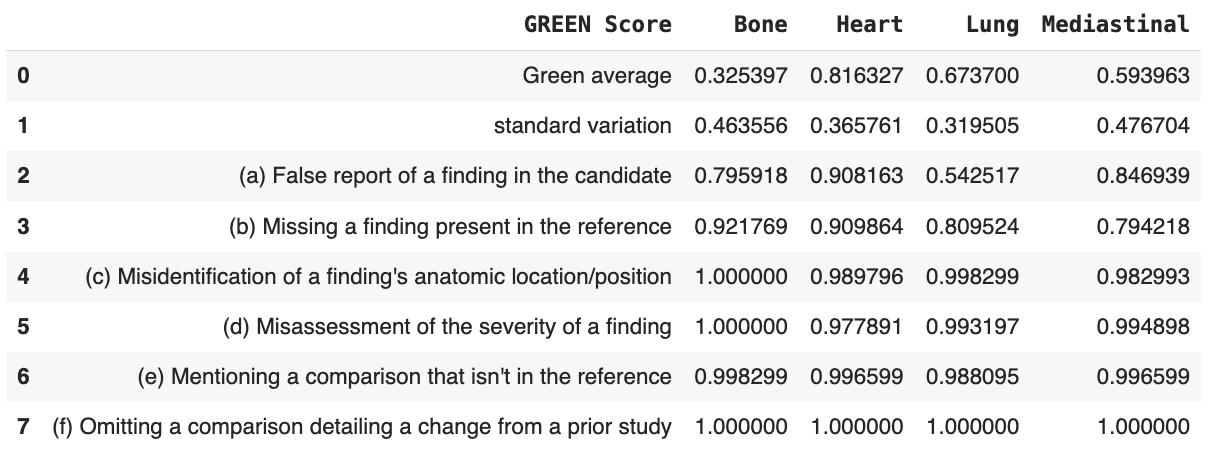 GREEN Score Bone Heart Lung Mediastinal
0 Green average 0.325397 0.816327 0.673700 0.593963
1 standard variation 0.463556 0.365761 0.319505 0.476704
2 (a) False report of a finding in the candidate 0.795918 0.908163 0.542517 0.846939
3 (b) Missing a finding present in the reference 0.921769 0.909864 0.809524 0.794218
4 (c) Misidentification of a finding's anatomic location/position 1.000000 0.989796 0.998299 0.982993
5 (d) Misassessment of the severity of a finding 1.000000 0.977891 0.993197 0.994898
6 (e) Mentioning a comparison that isn't in the reference 0.998299 0.996599 0.988095 0.996599
7 (f) Omitting a comparison detailing a change from a prior study 1.000000 1.000000 1.000000 1.000000